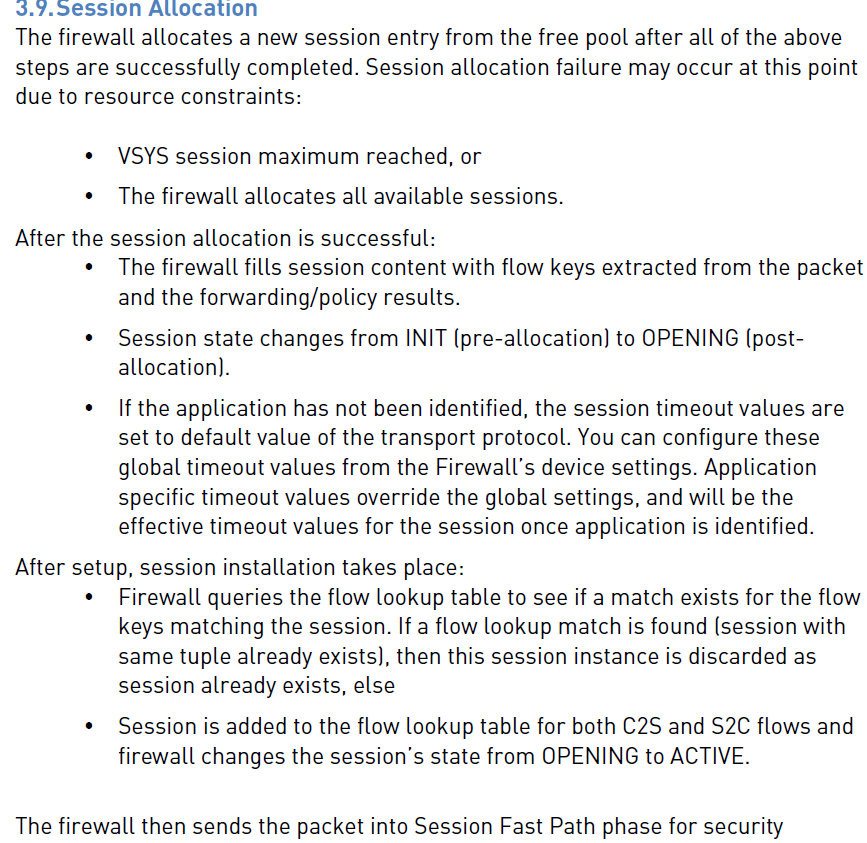 3.9.Session Allocation
The firewall allocates a new session entry from the free pool after all of the above
steps are successfully completed. Session allocation failure may occur at this point
due to resource constraints:
• VSYS session maximum reached, or
• The firewall allocates all available sessions.
After the session allocation is successful:
• The firewall fills session content with flow keys extracted from the packet
and the forwarding/policy results.
• Session state changes from INIT (pre-allocation) to OPENING (post-
allocation).
• If the application has not been identified, the session timeout values are
set to default value of the transport protocol. You can configure these
global timeout values from the Firewall's device settings. Application
specific timeout values override the global settings, and will be the
effective timeout values for the session once application is identified.
After setup, session installation takes place:
• Firewall queries the flow lookup table to see if a match exists for the flow
keys matching the session. If a flow lookup match is found (session with
same tuple already exists), then this session instance is discarded as
session already exists, else
• Session is added to the flow lookup table for both C2S and S2C flows and
firewall changes the session's state from OPENING to ACTIVE.
The firewall then sends the packet into Session Fast Path phase for security